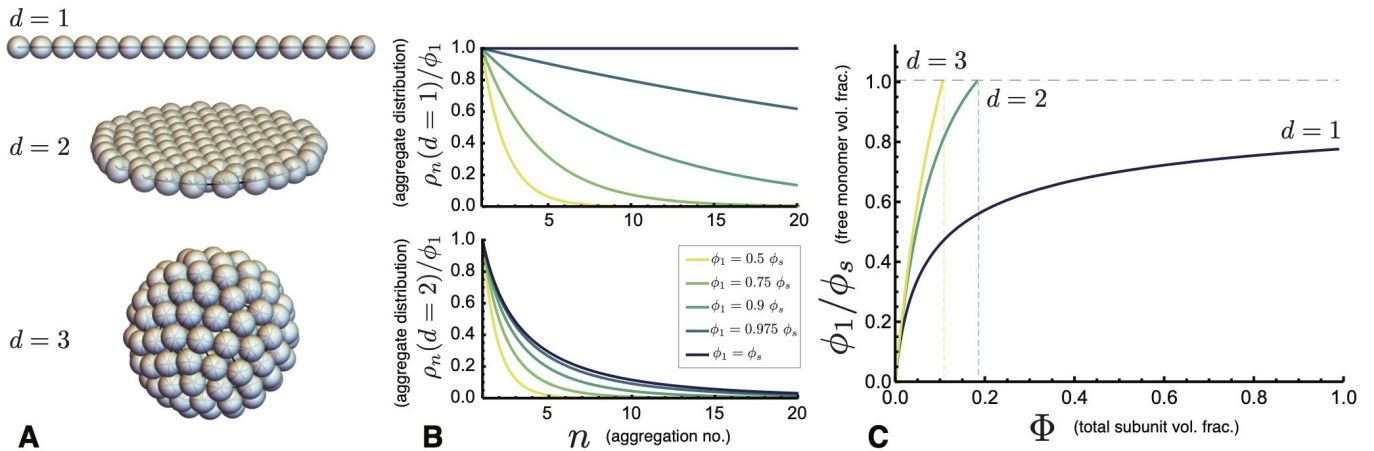 d = 1
d = 2
d = 3
A
(aggregate distribution)
ρₙ(d = 1)/ϕ₁
1.0
0.8
0.6
0.4
0.2
0.0
5
10
15
20
(aggregate distribution)
ρₙ(d = 2)/ϕ₁
1.0
0.8
0.6
0.4
0.2
0.0
ϕ₁ = 0.5 ϕₛ
ϕ₁ = 0.75 ϕₛ
ϕ₁ = 0.9 ϕₛ
ϕ₁ = 0.975 ϕₛ
ϕ₁ = ϕₛ
5
10
15
20
B
n (aggregation no.)
ϕ₁/ϕₛ (free monomer vol. frac.)
d = 3
d = 2
d = 1
1.0
0.8
0.6
0.4
0.2
0.0
0.0
0.2
0.4
0.6
0.8
1.0
C
Φ (total subunit vol. frac.)